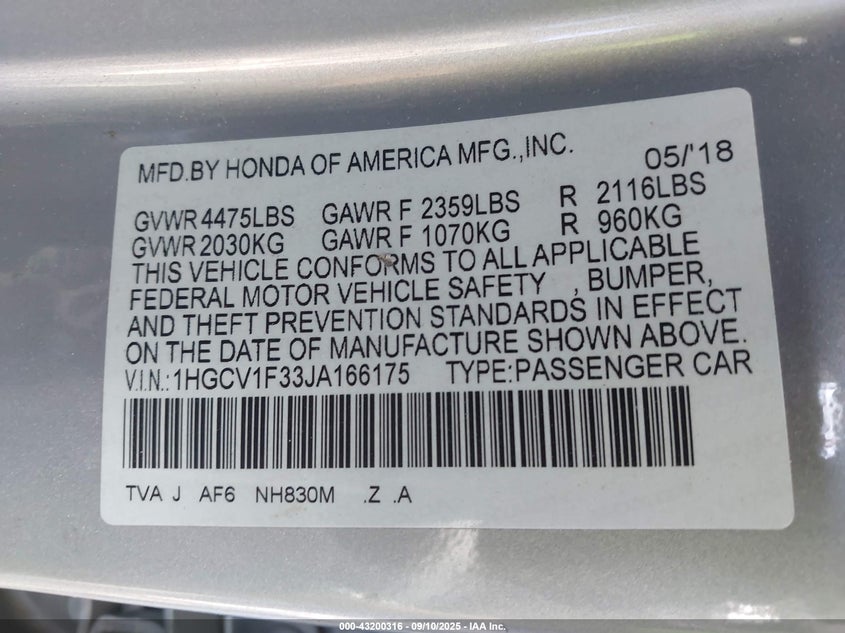 MFD.BY HONDA OF AMERICA MFG.,INC. 05/'18
GVWR 4475LBS GAWR F 2359LBS R 2116LBS
GVWR 2030KG GAWR F 1070KG R 960KG
THIS VEHICLE CONFORMS TO ALL APPLICABLE
FEDERAL MOTOR VEHICLE SAFETY , BUMPER,
AND THEFT PREVENTION STANDARDS IN EFFECT
ON THE DATE OF MANUFACTURE SHOWN ABOVE.
V.I.N.:1HGCV1F33JA166175 TYPE:PASSENGER CAR
TVA J AF6 NH830M .Z .A
000-43200316 - 09/10/2025 - IAA Inc.